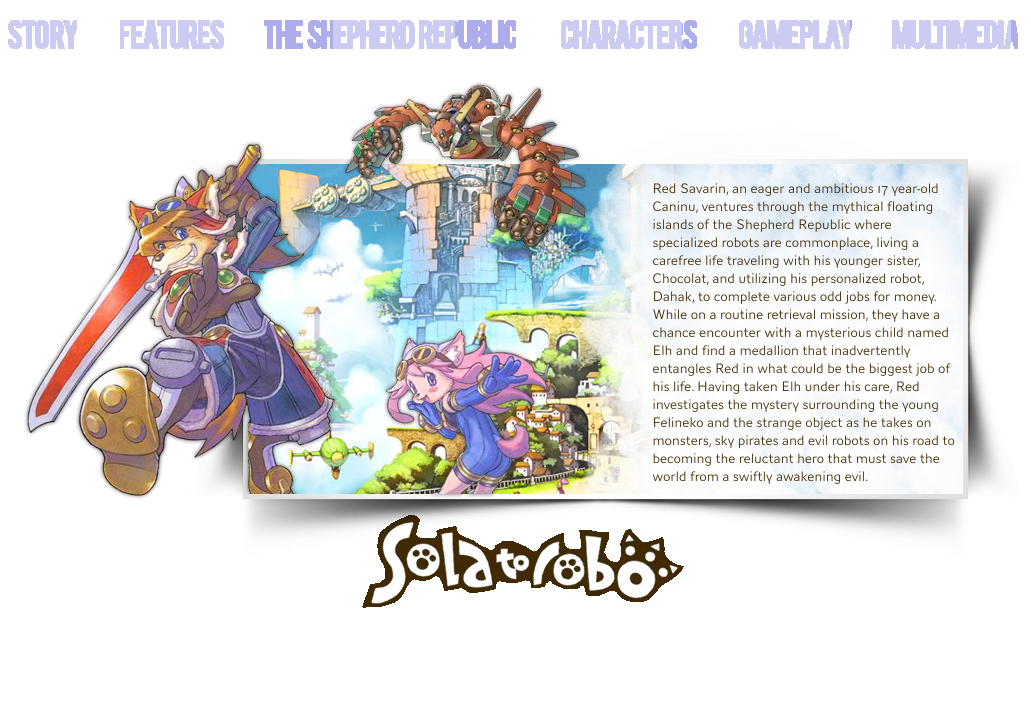 STORY FEATURES THE SHEPHERD REPUBLIC CHARACTERS GAMEPLAY MULTIMEDIA
Red Savarin, an eager and ambitious 17 year-old
Caninu, ventures through the mythical floating
islands of the Shepherd Republic where
specialized robots are commonplace, living a
carefree life traveling with his younger sister,
Chocolat, and utilizing his personalized robot,
Dahak, to complete various odd jobs for money.
While on a routine retrieval mission, they have a
chance encounter with a mysterious child named
Elh and find a medallion that inadvertently
entangles Red in what could be the biggest job of
his life. Having taken Elh under his care, Red
investigates the mystery surrounding the young
Felineko and the strange object as he takes on
monsters, sky pirates and evil robots on his road to
becoming the reluctant hero that must save the
world from a swiftly awakening evil.
Solatorobo